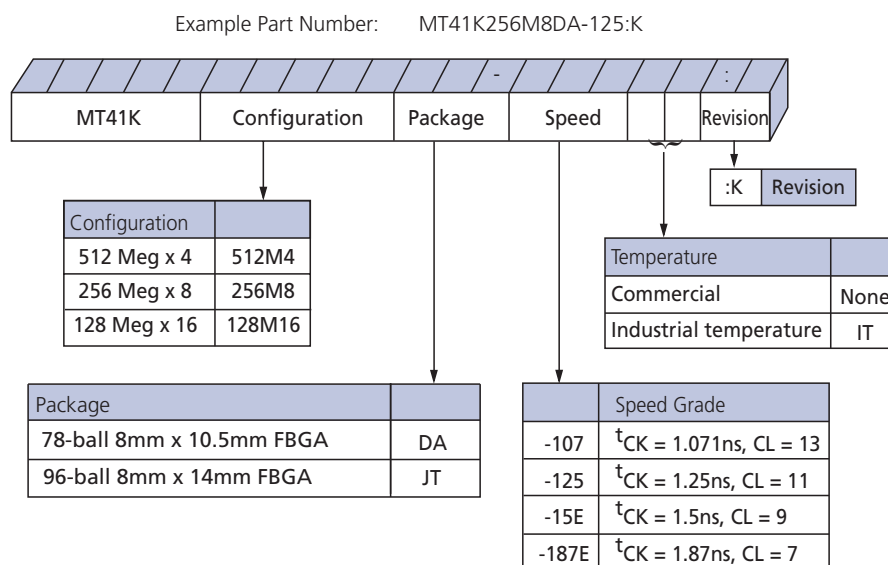 Example Part Number: MT41K256M8DA-125:K
- :
MT41K Configuration Package Speed Revision
:K Revision
Configuration
512 Meg x 4 512M4
256 Meg x 8 256M8
128 Meg x 16 128M16
Temperature
Commercial None
Industrial temperature IT
Package
78-ball 8mm x 10.5mm FBGA DA
96-ball 8mm x 14mm FBGA JT
Speed Grade
-107 tCK = 1.071ns, CL = 13
-125 tCK = 1.25ns, CL = 11
-15E tCK = 1.5ns, CL = 9
-187E tCK = 1.87ns, CL = 7